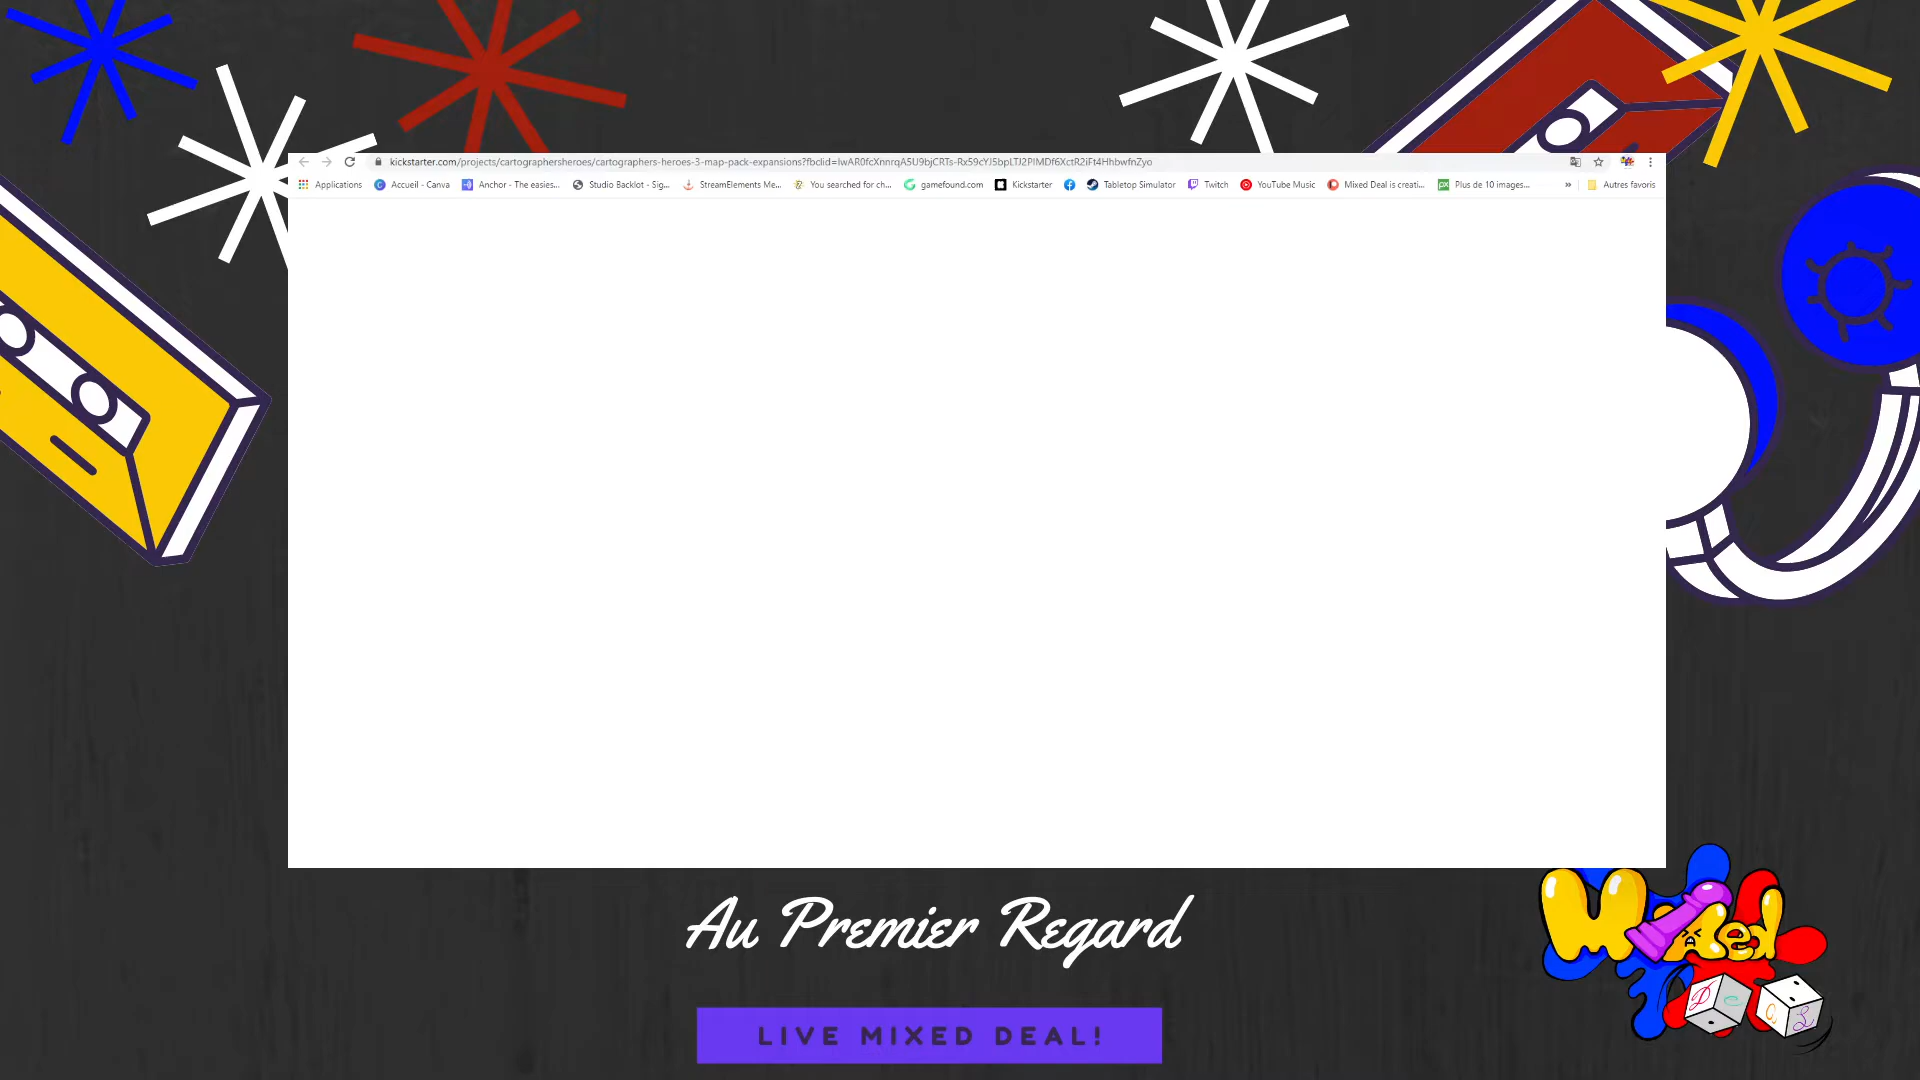 kickstarter.com/projects/cartographersheroes/cartographers-heroes-3-map-pack-expansions?fbclid=IwAR0fcXnnrqA5U9bjCRTs-Rx59cYJ5bpLTJ2PIMDf6XctR2iFt4HhbwfnZyo
Applications Accueil - Canva Anchor - The easies... Studio Backlot - Sig... StreamElements Me... You searched for ch... gamefound.com Kickstarter Tabletop Simulator Twitch YouTube Music Mixed Deal is creati... Plus de 10 images... » Autres favoris
Au Premier Regard
Mixed
Deal
LIVE MIXED DEAL!